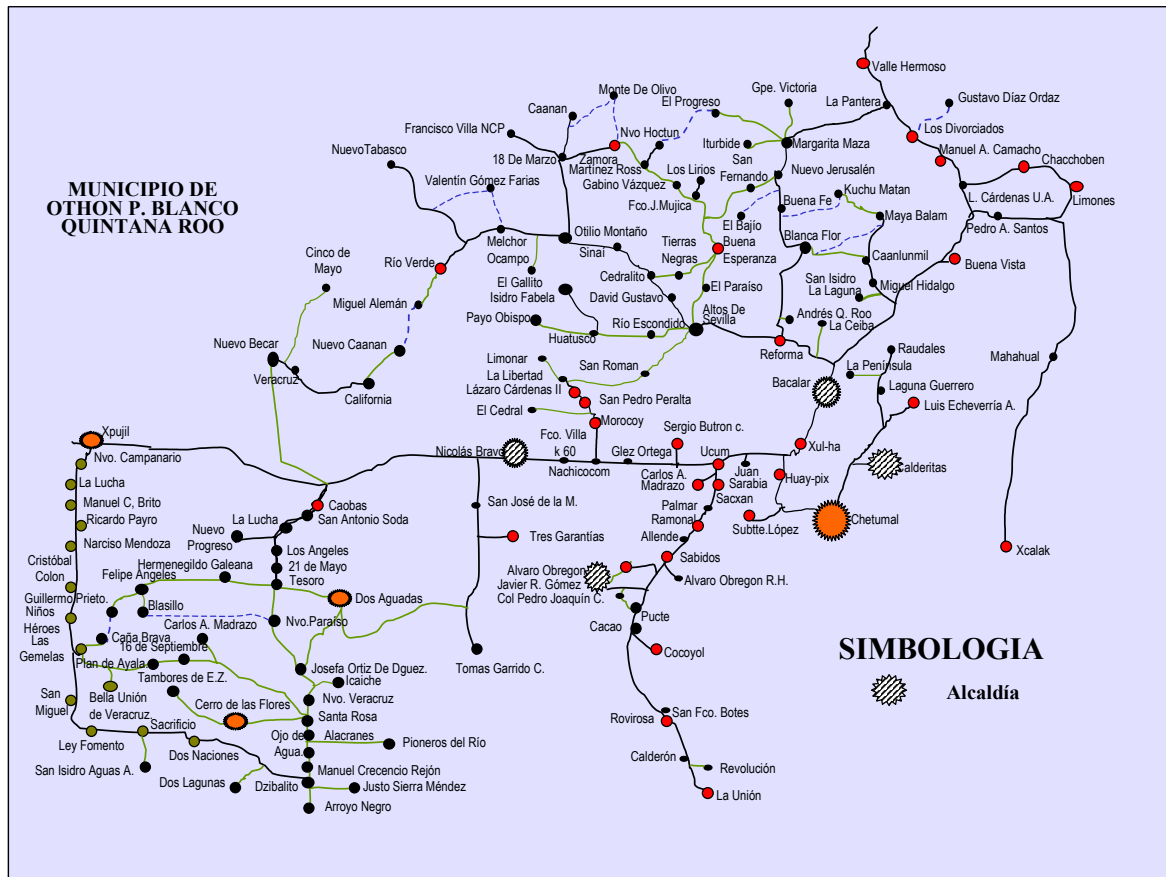 MUNICIPIO DE
OTHON P. BLANCO
QUINTANA ROO
Valle Hermoso
Monte De Olivo
Gpe. Victoria
El Progreso
Caanan
La Pantera
Gustavo Díaz Ordaz
Francisco Villa NCP
Nvo Hoctun
Los Divorciados
Iturbide
Margarita Maza
Manuel A. Camacho
NuevoTabasco
18 De Marzo
Zamora
San
Fernando
Chacchoben
Martínez Ross
Los Lirios
Nuevo Jerusalén
Valentín Gómez Farias
Gabino Vázquez
Kuchu Matan
L. Cárdenas U.A.
Limones
Fco.J.Mujica
Buena Fe
El Bajío
Maya Balam
Pedro A. Santos
Otilio Montaño
Melchor
Ocampo
Sinai
Tierras
Negras
Buena
Esperanza
Blanca Flor
Cinco de
Mayo
Río Verde
Caanlunmil
Buena Vista
Cedralito
El Gallito
San Isidro
La Laguna
Miguel Hidalgo
Isidro Fabela
David Gustavo
El Paraíso
Miguel Alemán
Altos De
Sevilla
Andrés Q. Roo
Payo Obispo
Río Escondido
La Ceiba
Huatusco
Nuevo Becar
Nuevo Caanan
Reforma
Raudales
Mahahual
Limonar
La Península
Veracruz
San Roman
La Libertad
Bacalar
California
Lázaro Cárdenas II
Laguna Guerrero
San Pedro Peralta
Luis Echeverría A.
El Cedral
Morocoy
Sergio Butron c.
Xpujil
Nicolás Bravo
Fco. Villa
k 60
Glez Ortega
Ucum
Xul-ha
Nvo. Campanario
Nachicocom
Carlos A.
Madrazo
Juan
Sarabia
Huay-pix
Calderitas
La Lucha
Sacxan
Manuel C, Brito
Caobas
San José de la M.
Palmar
San Antonio Soda
Ricardo Payro
La Lucha
Ramonal
Subtte.López
Chetumal
Nuevo
Progreso
Tres Garantías
Allende
Narciso Mendoza
Los Angeles
Xcalak
Cristóbal
Colon
Hermenegildo Galeana
21 de Mayo
Sabidos
Felipe Angeles
Tesoro
Alvaro Obregon
Javier R. Gómez
Col Pedro Joaquín C.
Alvaro Obregon R.H.
Guillermo Prieto.
Dos Aguadas
Niños
Héroes
Blasillo
Pucte
Carlos A. Madrazo
Nvo.Paraíso
Cacao
Las
Gemelas
Caña Brava
16 de Septiembre
Cocoyol
SIMBOLOGIA
Plan de Ayala
Josefa Ortiz De Dguez.
Tomas Garrido C.
Tambores de E.Z.
Icaiche
Alcaldía
San
Miguel
Bella Unión
de Veracruz.
Cerro de las Flores
Nvo. Veracruz
San Fco. Botes
Santa Rosa
Rovirosa
Ley Fomento
Sacrificio
Ojo de
Agua.
Alacranes
Pioneros del Río
Dos Naciones
Calderón
San Isidro Aguas A.
Manuel Crecencio Rejón
Revolución
Dos Lagunas
Dzibalito
Justo Sierra Méndez
La Unión
Arroyo Negro